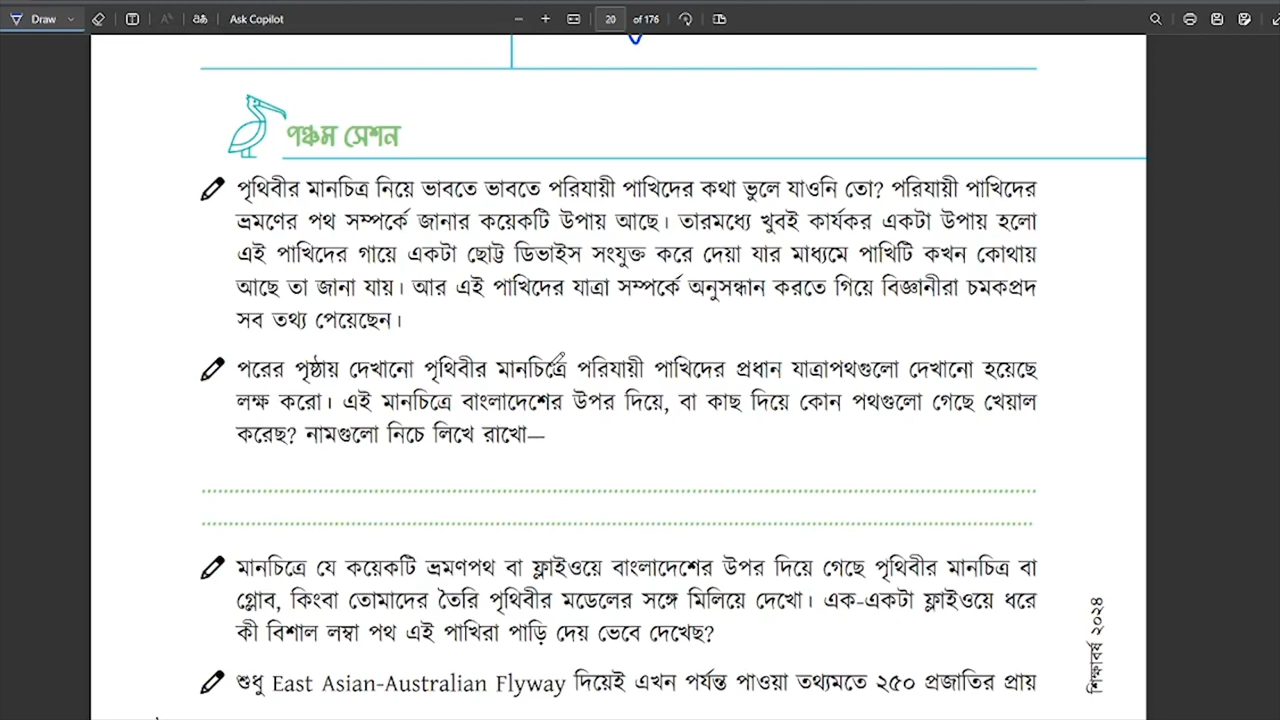 Draw
Ask Copilot
20 of 176
পঞ্চম সেশন
পৃথিবীর মানচিত্র নিয়ে ভাবতে ভাবতে পরিযায়ী পাখিদের কথা ভুলে যাওনি তো? পরিযায়ী পাখিদের
ভ্রমণের পথ সম্পর্কে জানার কয়েকটি উপায় আছে। তারমধ্যে খুবই কার্যকর একটা উপায় হলো
এই পাখিদের গায়ে একটা ছোট্ট ডিভাইস সংযুক্ত করে দেয়া যার মাধ্যমে পাখিটি কখন কোথায়
আছে তা জানা যায়। আর এই পাখিদের যাত্রা সম্পর্কে অনুসন্ধান করতে গিয়ে বিজ্ঞানীরা চমকপ্রদ
সব তথ্য পেয়েছেন।
পরের পৃষ্ঠায় দেখানো পৃথিবীর মানচিত্রে পরিযায়ী পাখিদের প্রধান যাত্রাপথগুলো দেখানো হয়েছে
লক্ষ করো। এই মানচিত্রে বাংলাদেশের উপর দিয়ে, বা কাছ দিয়ে কোন পথগুলো গেছে খেয়াল
করেছ? নামগুলো নিচে লিখে রাখো—
মানচিত্রে যে কয়েকটি ভ্রমণপথ বা ফ্লাইওয়ে বাংলাদেশের উপর দিয়ে গেছে পৃথিবীর মানচিত্র বা
গ্লোব, কিংবা তোমাদের তৈরি পৃথিবীর মডেলের সঙ্গে মিলিয়ে দেখো। এক-একটা ফ্লাইওয়ে ধরে
কী বিশাল লম্বা পথ এই পাখিরা পাড়ি দেয় ভেবে দেখেছ?
শুধু East Asian-Australian Flyway দিয়েই এখন পর্যন্ত পাওয়া তথ্যমতে ২৫০ প্রজাতির প্রায়
শিক্ষাবর্ষ ২০২৪